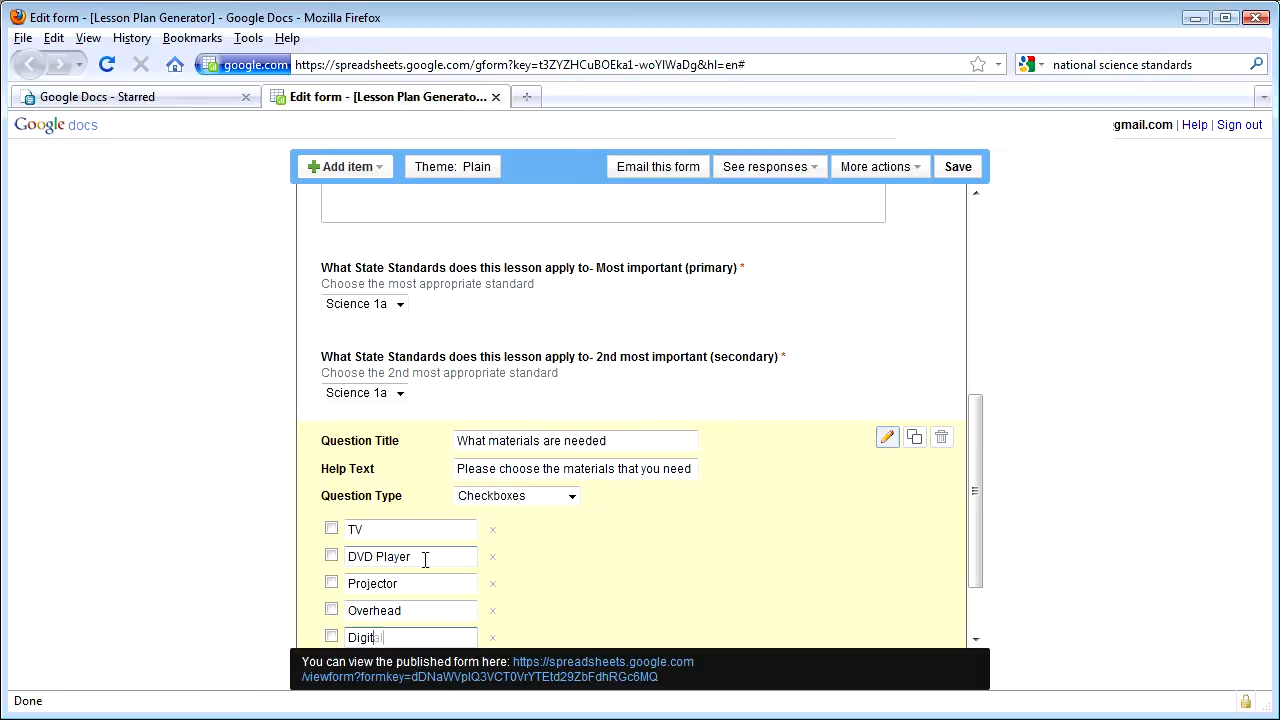 Edit form - [Lesson Plan Generator] - Google Docs - Mozilla Firefox
File Edit View History Bookmarks Tools Help
google.com https://spreadsheets.google.com/gform?key=t3ZYZHCuBOEka1-woYlWaDg&hl=en# national science standards
Google Docs - Starred Edit form - [Lesson Plan Generato...
Google docs gmail.com | Help | Sign out
Add item Theme: Plain Email this form See responses More actions Save
What State Standards does this lesson apply to- Most important (primary) *
Choose the most appropriate standard
Science 1a
What State Standards does this lesson apply to- 2nd most important (secondary) *
Choose the 2nd most appropriate standard
Science 1a
Question Title What materials are needed
Help Text Please choose the materials that you need
Question Type Checkboxes
TV
DVD Player
Projector
Overhead
Digital
You can view the published form here: https://spreadsheets.google.com
/viewform?formkey=dDNaWVplQ3VCT0VrYTEtd29ZbFdhRGc6MQ
Done